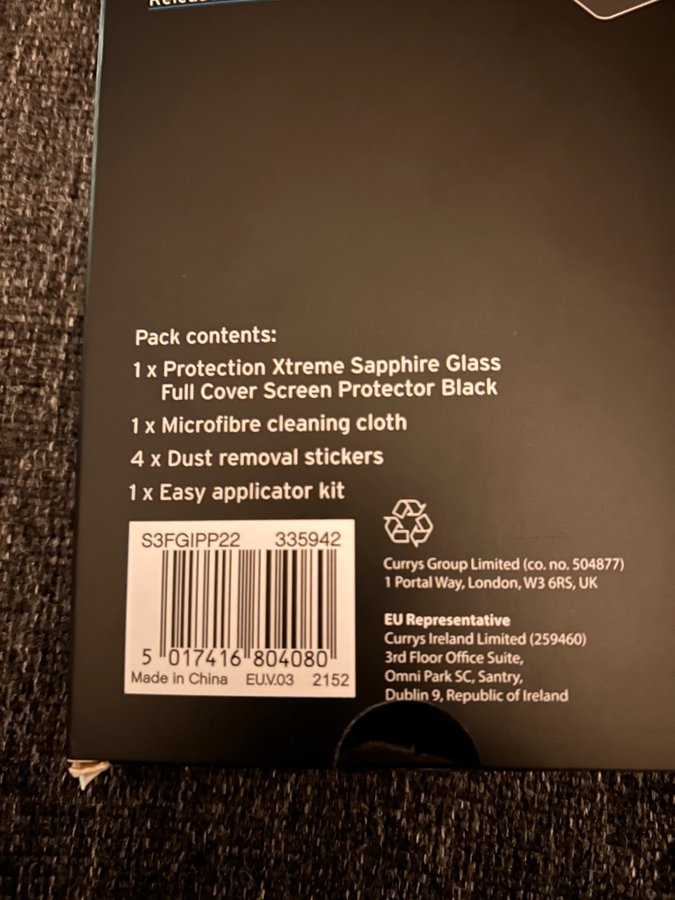 Pack contents:
1 x Protection Xtreme Sapphire Glass
Full Cover Screen Protector Black
1 x Microfibre cleaning cloth
4 x Dust removal stickers
1 x Easy applicator kit
S3FGIPP22 335942
5 017416 804080
Made in China EU.V.03 2152
Currys Group Limited (co. no. 504877)
1 Portal Way, London, W3 6RS, UK
EU Representative
Currys Ireland Limited (259460)
3rd Floor Office Suite,
Omni Park SC, Santry,
Dublin 9, Republic of Ireland